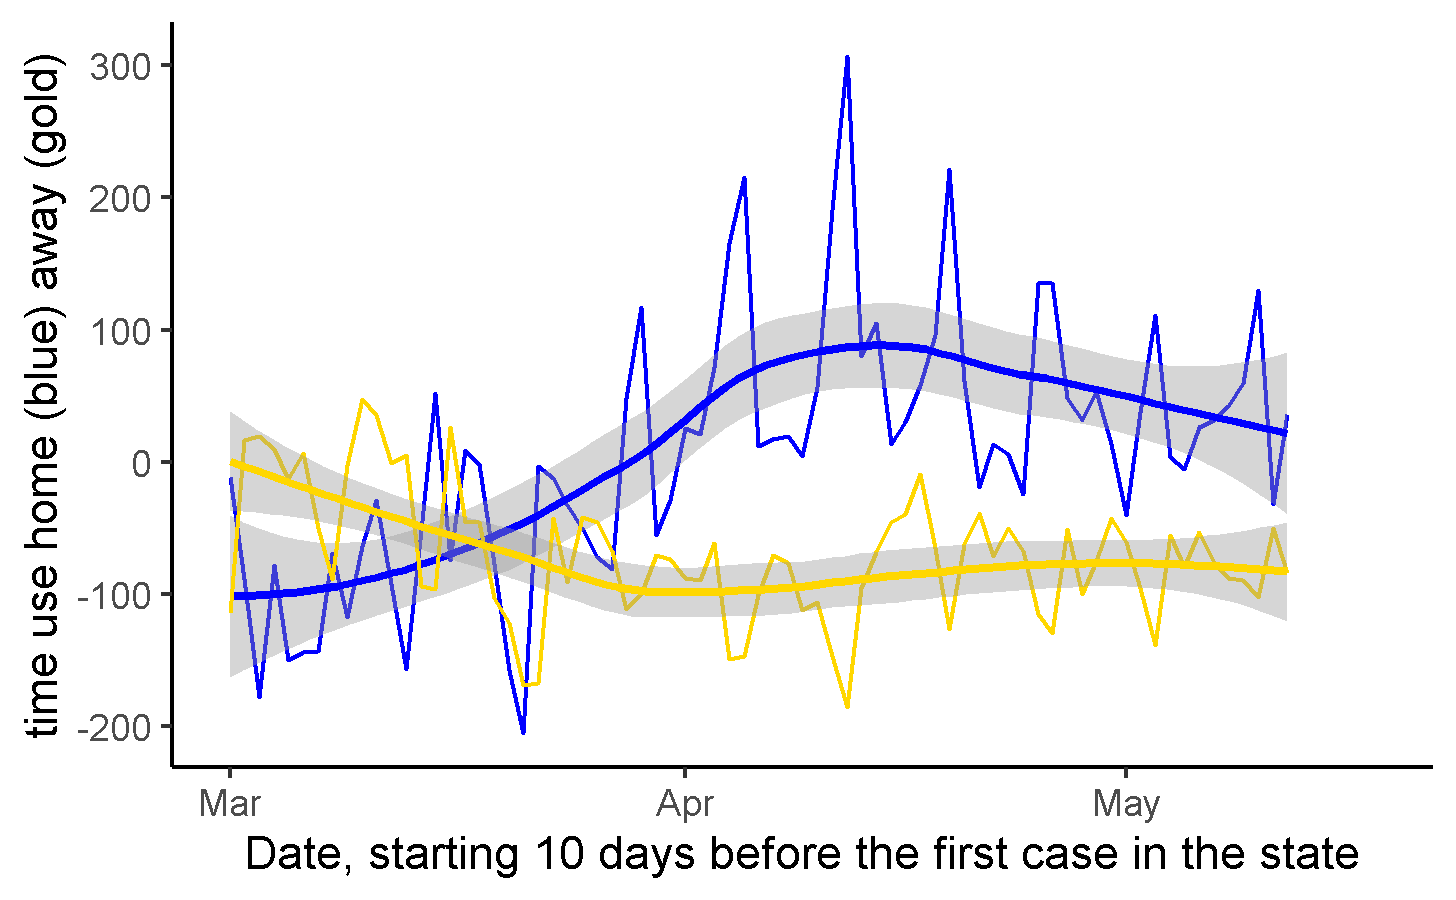 time use home (blue) away (gold)
300
200
100
0
-100
-200
Mar
Apr
May
Date, starting 10 days before the first case in the state